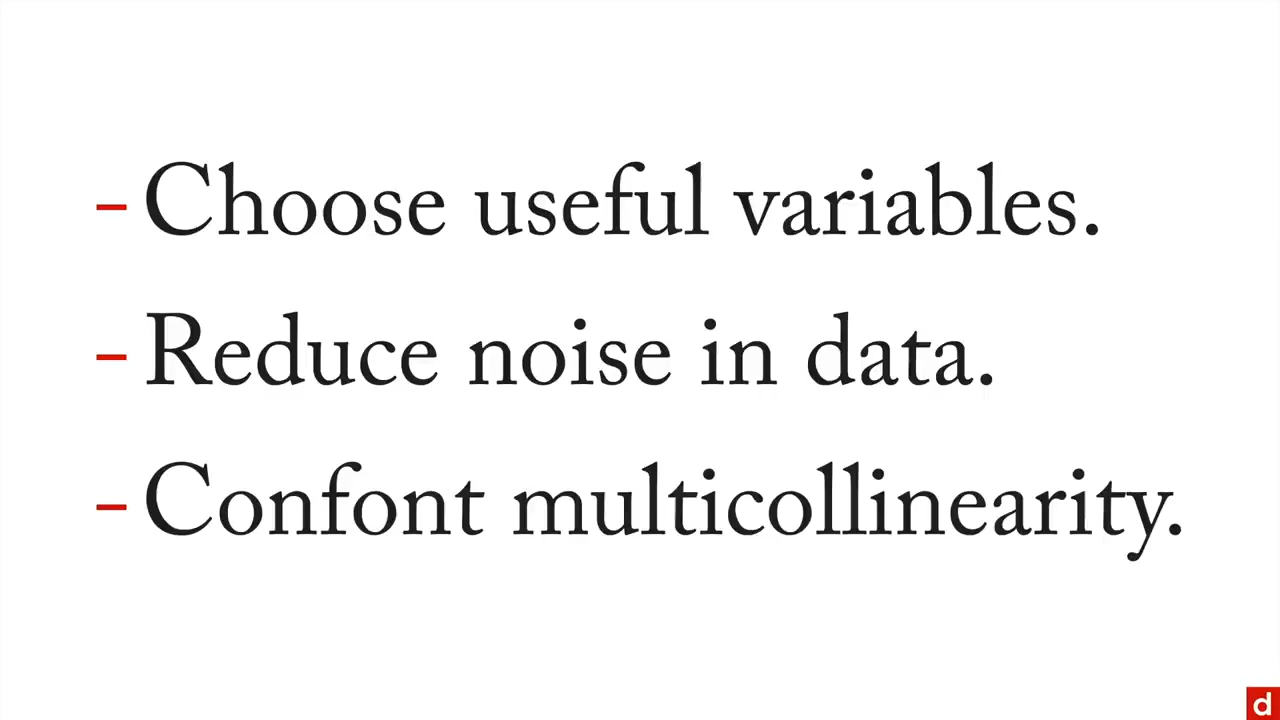 - Choose useful variables.
- Reduce noise in data.
- Confont multicollinearity.
d